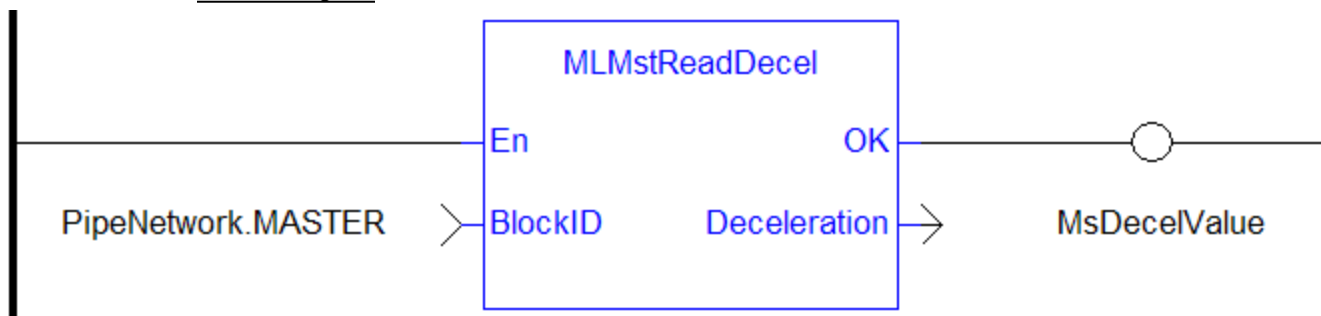 MLMstReadDecel
En OK
PipeNetwork.MASTER BlockID Deceleration MsDecelValue